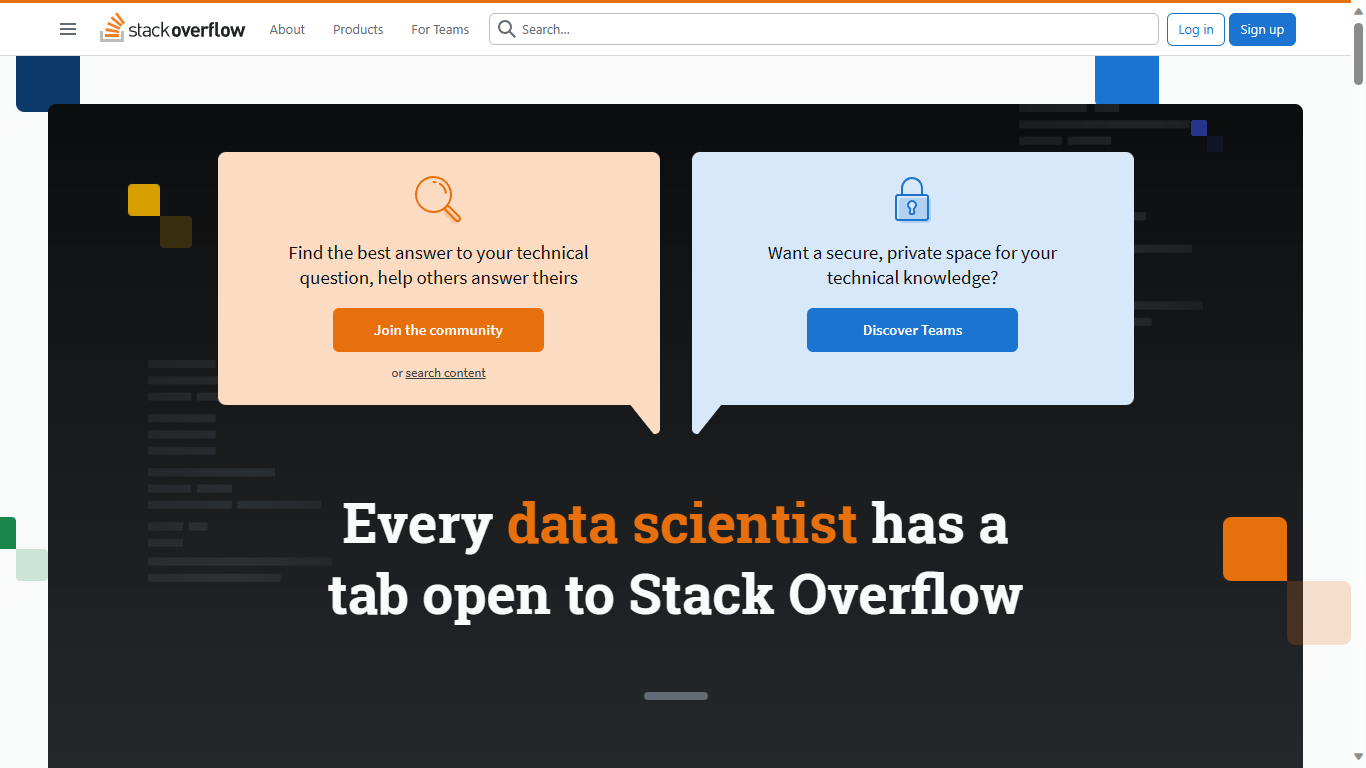 stackoverflow
About
Products
For Teams
Search...
Log in
Sign up
Find the best answer to your technical
question, help others answer theirs
Join the community
or search content
Want a secure, private space for your
technical knowledge?
Discover Teams
Every data scientist has a
tab open to Stack Overflow